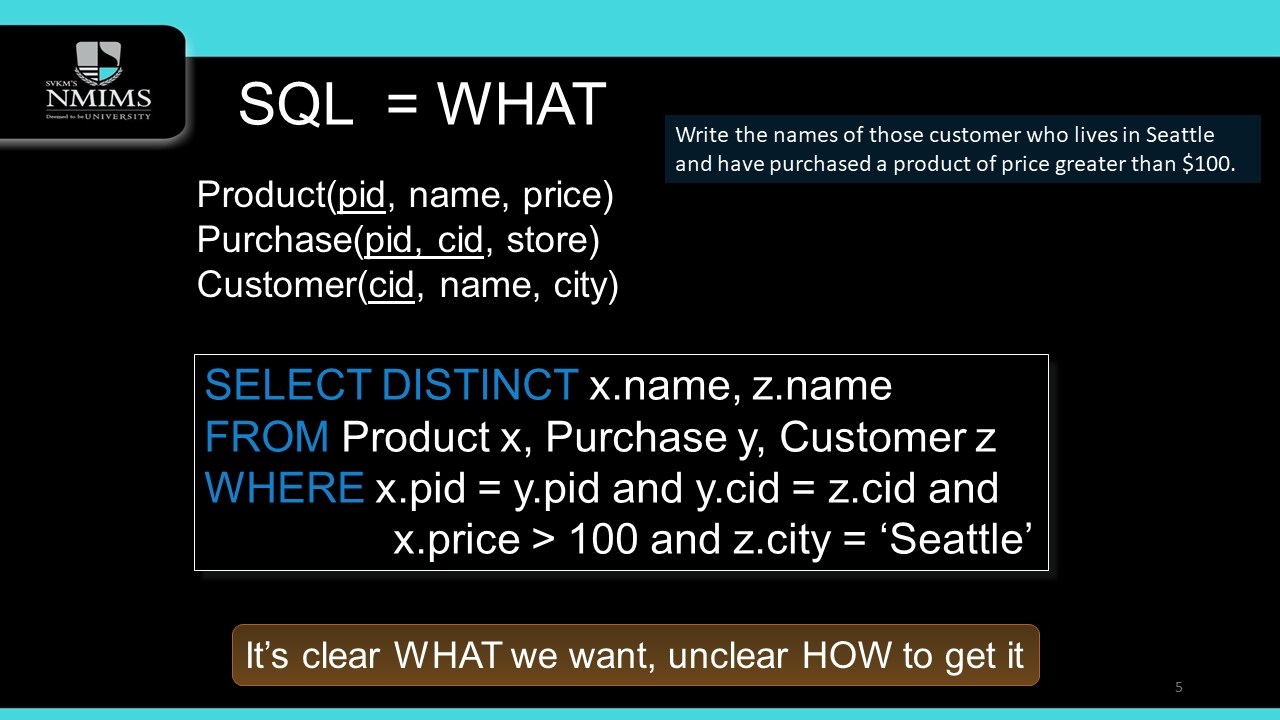 SVKM'S
NMIMS
Deemed to be UNIVERSITY
SQL = WHAT
Write the names of those customer who lives in Seattle
and have purchased a product of price greater than $100.
Product(pid, name, price)
Purchase(pid, cid, store)
Customer(cid, name, city)
SELECT DISTINCT x.name, z.name
FROM Product x, Purchase y, Customer z
WHERE x.pid = y.pid and y.cid = z.cid and
x.price > 100 and z.city = ‘Seattle’
It’s clear WHAT we want, unclear HOW to get it
5